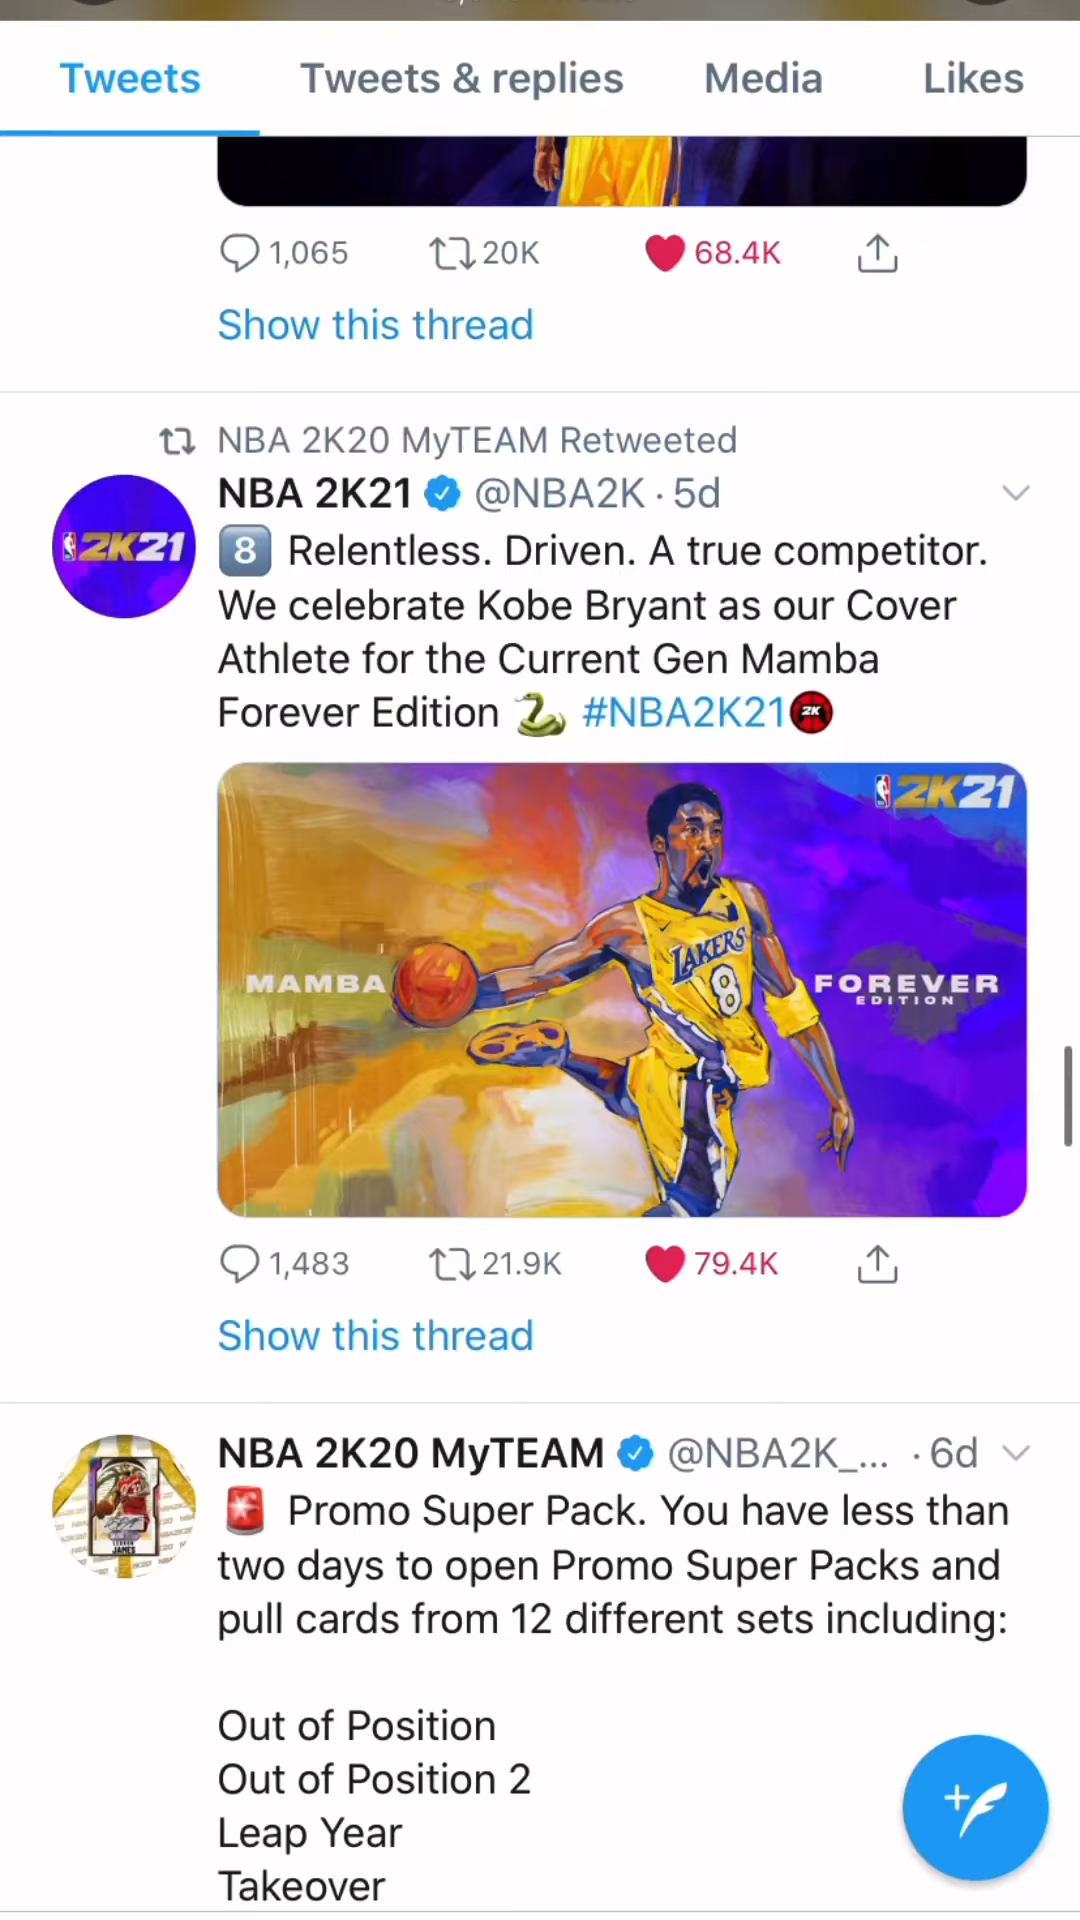 Tweets Tweets & replies Media Likes
1,065 20K 68.4K
Show this thread
NBA 2K20 MyTEAM Retweeted
NBA 2K21 @NBA2K · 5d
2K21
8 Relentless. Driven. A true competitor.
We celebrate Kobe Bryant as our Cover
Athlete for the Current Gen Mamba
Forever Edition 🐍 #NBA2K21 2K
2K21
LAKERS
8
MAMBA FOREVER
EDITION
1,483 21.9K 79.4K
Show this thread
NBA 2K20 MyTEAM @NBA2K_... · 6d
JAMES
🚨 Promo Super Pack. You have less than
two days to open Promo Super Packs and
pull cards from 12 different sets including:
Out of Position
Out of Position 2
Leap Year
Takeover